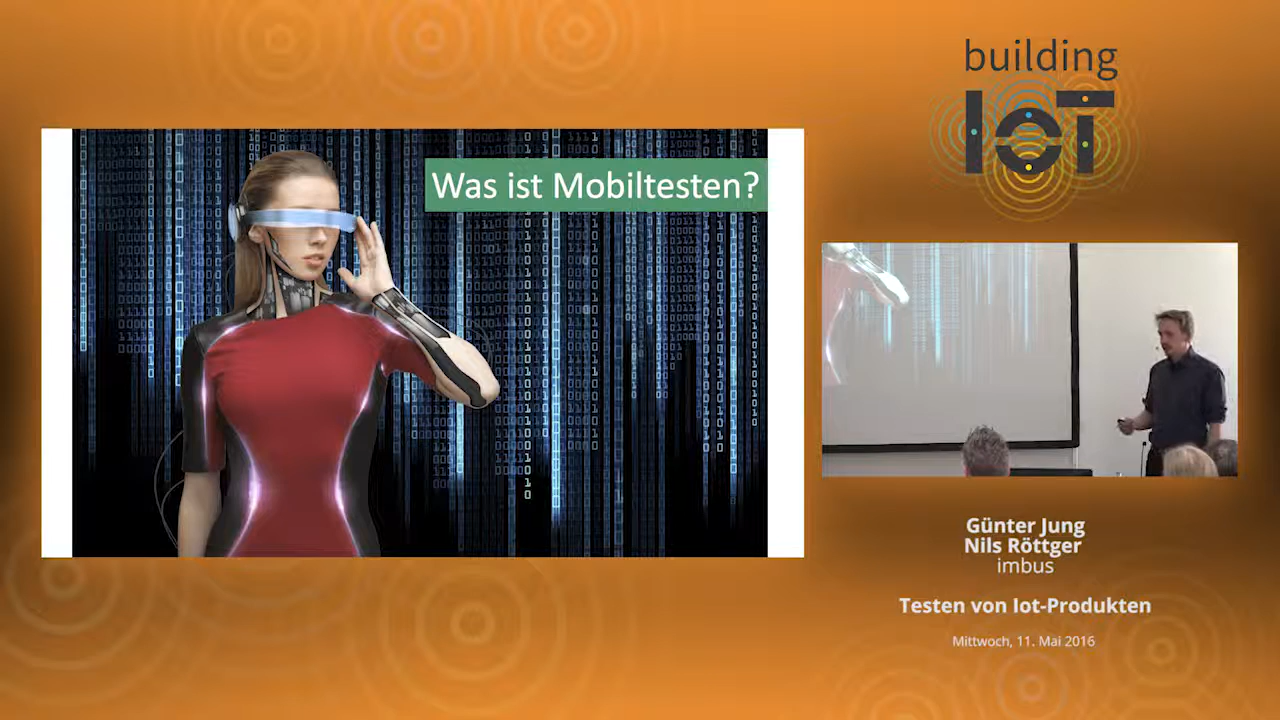 building
IoT
Was ist Mobiltesten?
Günter Jung
Nils Röttger
imbus
Testen von Iot-Produkten
Mittwoch, 11. Mai 2016